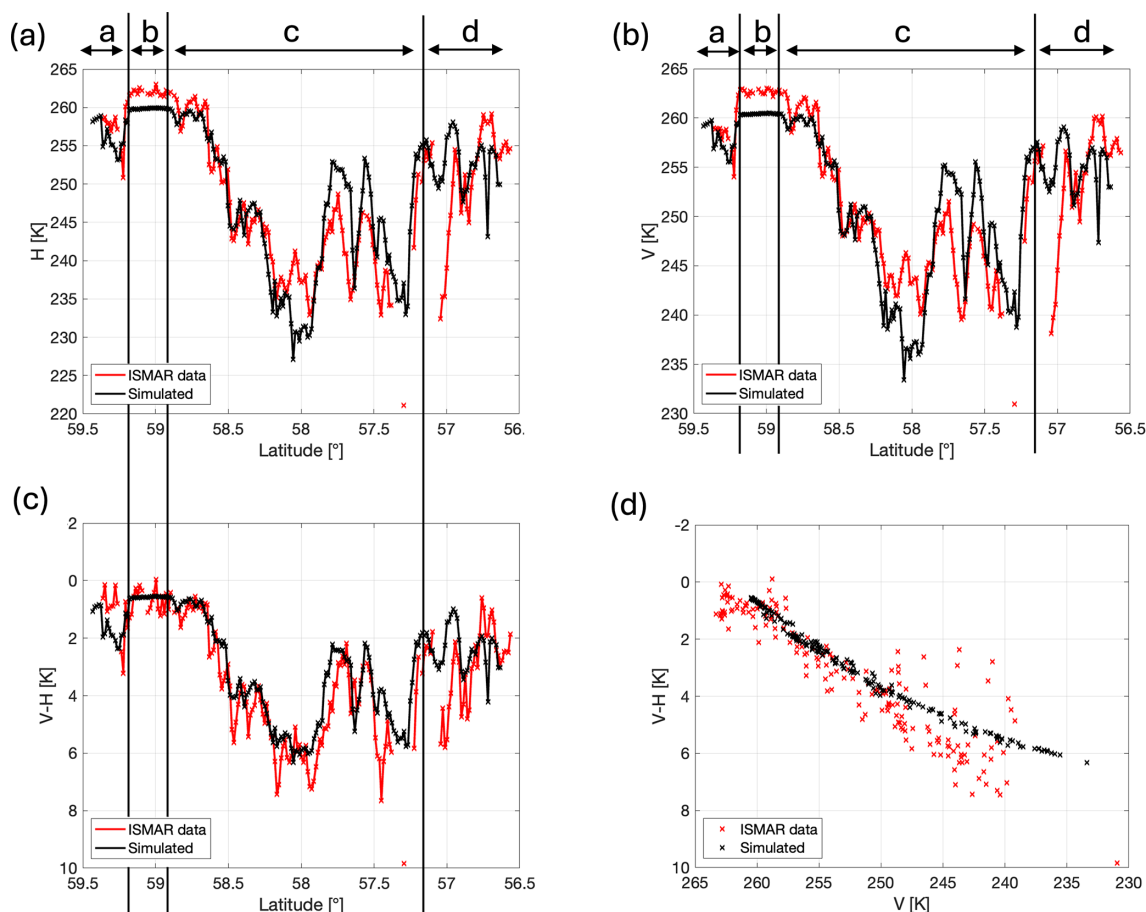 a b c d
(a)
265
260
255
250
245
240
235
230
225
220
H [K]
ISMAR data
Simulated
59.5 59 58.5 58 57.5 57 56.
Latitude [°]
a b c d
(b)
265
260
255
250
245
240
235
230
V [K]
ISMAR data
Simulated
59.5 59 58.5 58 57.5 57 56.5
Latitude [°]
(c)
2
0
2
4
6
8
10
V-H [K]
ISMAR data
Simulated
59.5 59 58.5 58 57.5 57 56.5
Latitude [°]
(d)
-2
0
2
4
6
8
10
V-H [K]
ISMAR data
Simulated
265 260 255 250 245 240 235 230
V [K]